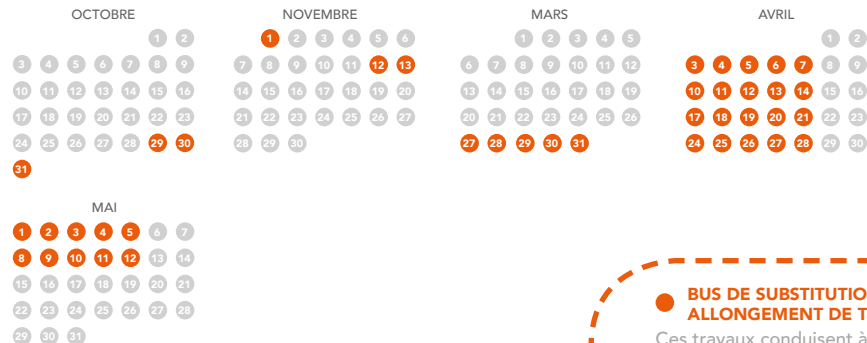 OCTOBRE
1 2
3 4 5 6 7 8 9
10 11 12 13 14 15 16
17 18 19 20 21 22 23
24 25 26 27 28 29 30
31
NOVEMBRE
1 2 3 4 5 6
7 8 9 10 11 12 13
14 15 16 17 18 19 20
21 22 23 24 25 26 27
28 29 30
MARS
1 2 3 4 5
6 7 8 9 10 11 12
13 14 15 16 17 18 19
20 21 22 23 24 25 26
27 28 29 30 31
AVRIL
1 2
3 4 5 6 7 8 9
10 11 12 13 14 15 16
17 18 19 20 21 22 23
24 25 26 27 28 29 30
MAI
1 2 3 4 5 6 7
8 9 10 11 12 13 14
15 16 17 18 19 20 21
22 23 24 25 26 27 28
29 30 31
BUS DE SUBSTITUTIO
ALLONGEMENT DE T
Ces travaux conduisent à